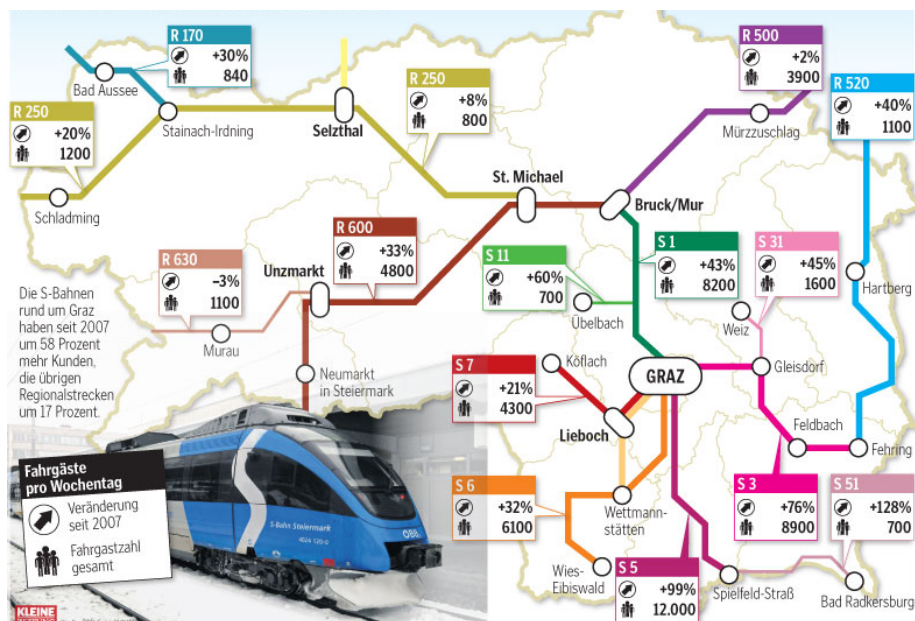 R 170
+30%
840
Bad Aussee
R 250
+20%
1200
Stainach-Irdning
Schladming
Selzthal
R 250
+8%
800
R 500
+2%
3900
Mürzzuschlag
R 520
+40%
1100
St. Michael
Bruck/Mur
R 600
+33%
4800
Unzmarkt
R 630
–3%
1100
Murau
Neumarkt
in Steiermark
S 11
+60%
700
Übelbach
S 1
+43%
8200
S 31
+45%
1600
Weiz
Hartberg
Gleisdorf
Feldbach
Fehring
Köflach
GRAZ
S 7
+21%
4300
Lieboch
S 6
+32%
6100
Wettmann-
stätten
Wies-
Eibiswald
S 5
+99%
12.000
Spielfeld-Straß
S 3
+76%
8900
S 51
+128%
700
Bad Radkersburg
Die S-Bahnen
rund um Graz
haben seit 2007
um 58 Prozent
mehr Kunden,
die übrigen
Regionalstrecken
um 17 Prozent.
Fahrgäste
pro Wochentag
Veränderung
seit 2007
Fahrgastzahl
gesamt
S-Bahn Steiermark
ÖBB
KLEINE